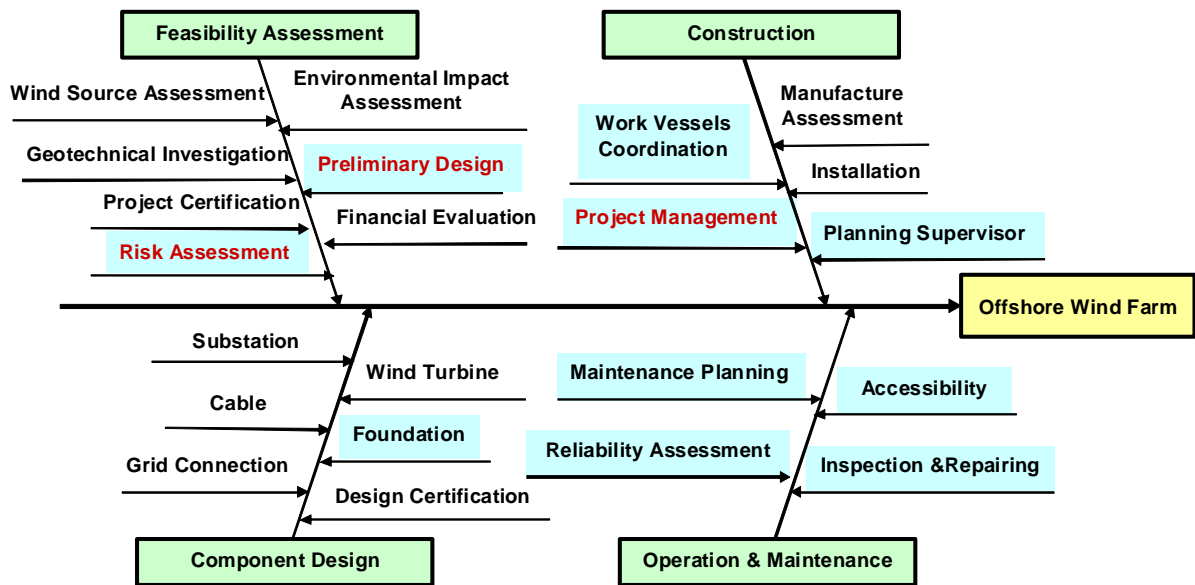 Feasibility Assessment
Construction
Wind Source Assessment
Environmental Impact
Assessment
Geotechnical Investigation
Preliminary Design
Project Certification
Financial Evaluation
Risk Assessment
Work Vessels
Coordination
Manufacture
Assessment
Installation
Project Management
Planning Supervisor
Offshore Wind Farm
Substation
Wind Turbine
Cable
Foundation
Grid Connection
Design Certification
Maintenance Planning
Accessibility
Reliability Assessment
Inspection &Repairing
Component Design
Operation & Maintenance